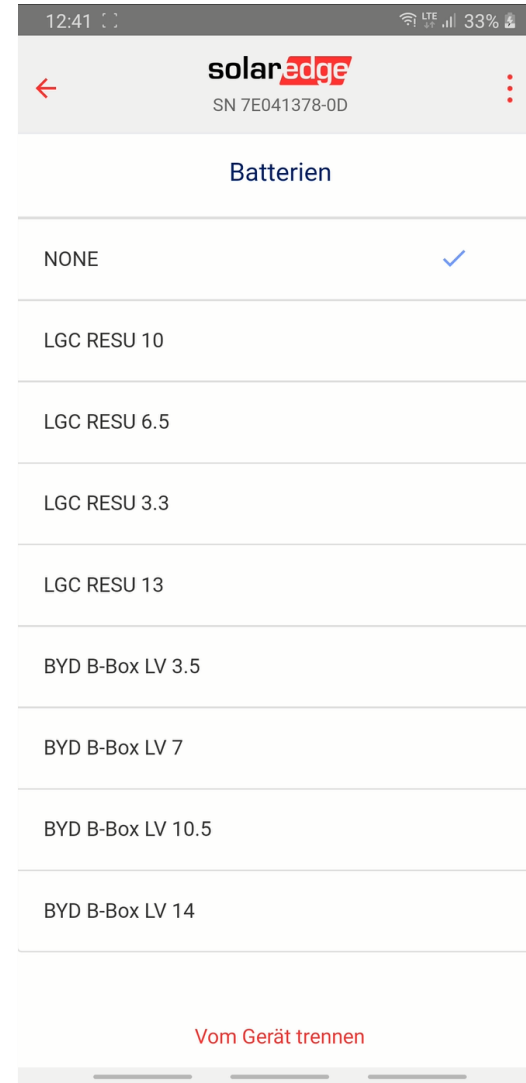 12:41 LTE 33%
solaredge
SN 7E041378-0D
Batterien
NONE
LGC RESU 10
LGC RESU 6.5
LGC RESU 3.3
LGC RESU 13
BYD B-Box LV 3.5
BYD B-Box LV 7
BYD B-Box LV 10.5
BYD B-Box LV 14
Vom Gerät trennen